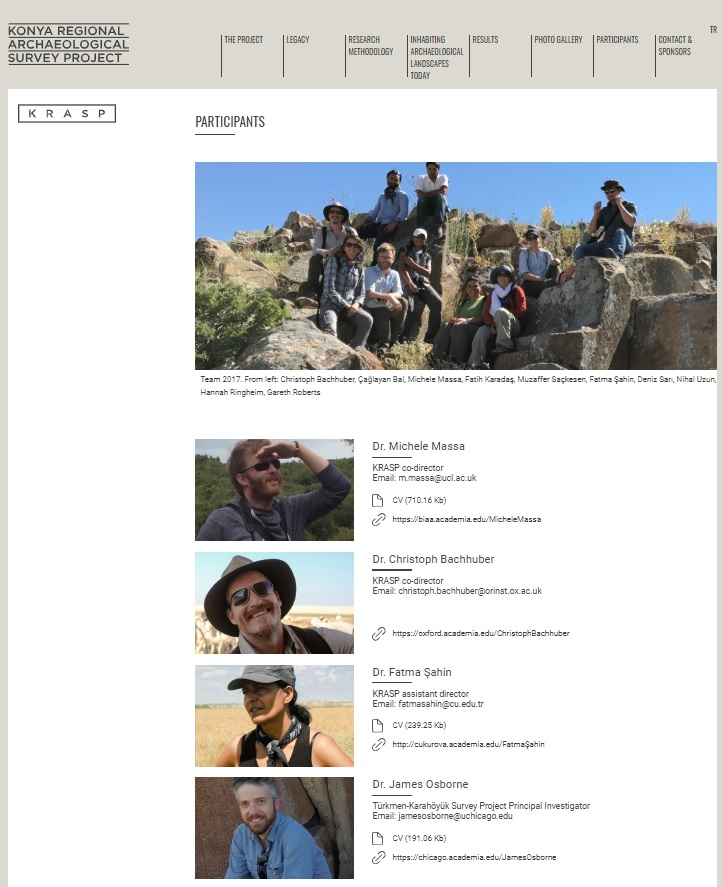 KONYA REGIONAL
ARCHAEOLOGICAL
SURVEY PROJECT
THE PROJECT
LEGACY
RESEARCH
METHODOLOGY
INHABITING
ARCHAEOLOGICAL
LANDSCAPES
TODAY
RESULTS
PHOTO GALLERY
PARTICIPANTS
CONTACT &
SPONSORS
TR
KRASP
PARTICIPANTS
Team 2017. From left: Christoph Bachhuber, Çağlayan Bal, Michele Massa, Fatih Karadaş, Muzaffer Saçkesen, Fatma Şahin, Deniz Sarı, Nihal Uzun,
Hannah Ringheim, Gareth Roberts
Dr. Michele Massa
KRASP co-director
Email: m.massa@ucl.ac.uk
CV (710.16 Kb)
https://biaa.academia.edu/MicheleMassa
Dr. Christoph Bachhuber
KRASP co-director
Email: christoph.bachhuber@orinst.ox.ac.uk
https://oxford.academia.edu/ChristophBachhuber
Dr. Fatma Şahin
KRASP assistant director
Email: fatmasahin@cu.edu.tr
CV (239.25 Kb)
http://cukurova.academia.edu/FatmaŞahin
Dr. James Osborne
Türkmen-Karahöyük Survey Project Principal Investigator
Email: jamesosborne@uchicago.edu
CV (191.06 Kb)
https://chicago.academia.edu/JamesOsborne